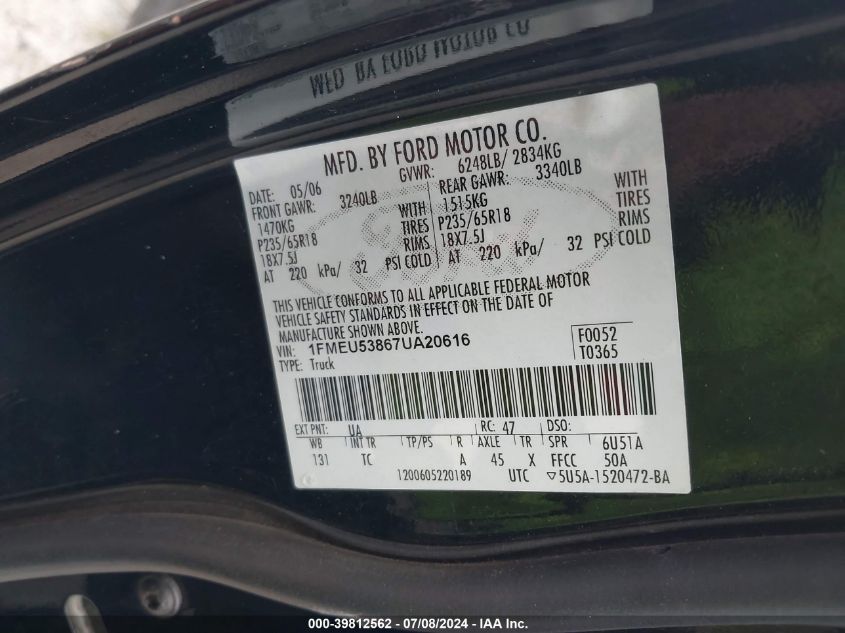 MFD. BY FORD MOTOR CO.
DATE: 05/06 GVWR: 6248LB/ 2834KG
FRONT GAWR: 3240LB REAR GAWR: 3340LB
1470KG WITH 1515KG WITH
P235/65R18 TIRES P235/65R18 TIRES
18X7.5J RIMS 18X7.5J RIMS
AT 220 kPa/ 32 PSI COLD AT 220 kPa/ 32 PSI COLD
THIS VEHICLE CONFORMS TO ALL APPLICABLE FEDERAL MOTOR
VEHICLE SAFETY STANDARDS IN EFFECT ON THE DATE OF
MANUFACTURE SHOWN ABOVE.
VIN: 1FMEU53867UA20616 F0052
TYPE: Truck T0365
EXT PNT: UA RC: 47 DSO:
WB INT TR TP/PS R AXLE TR SPR 6U51A
131 TC A 45 X FFCC 50A
1200605220189 UTC ▽5U5A-1520472-BA
000-39812562 - 07/08/2024 - IAA Inc.